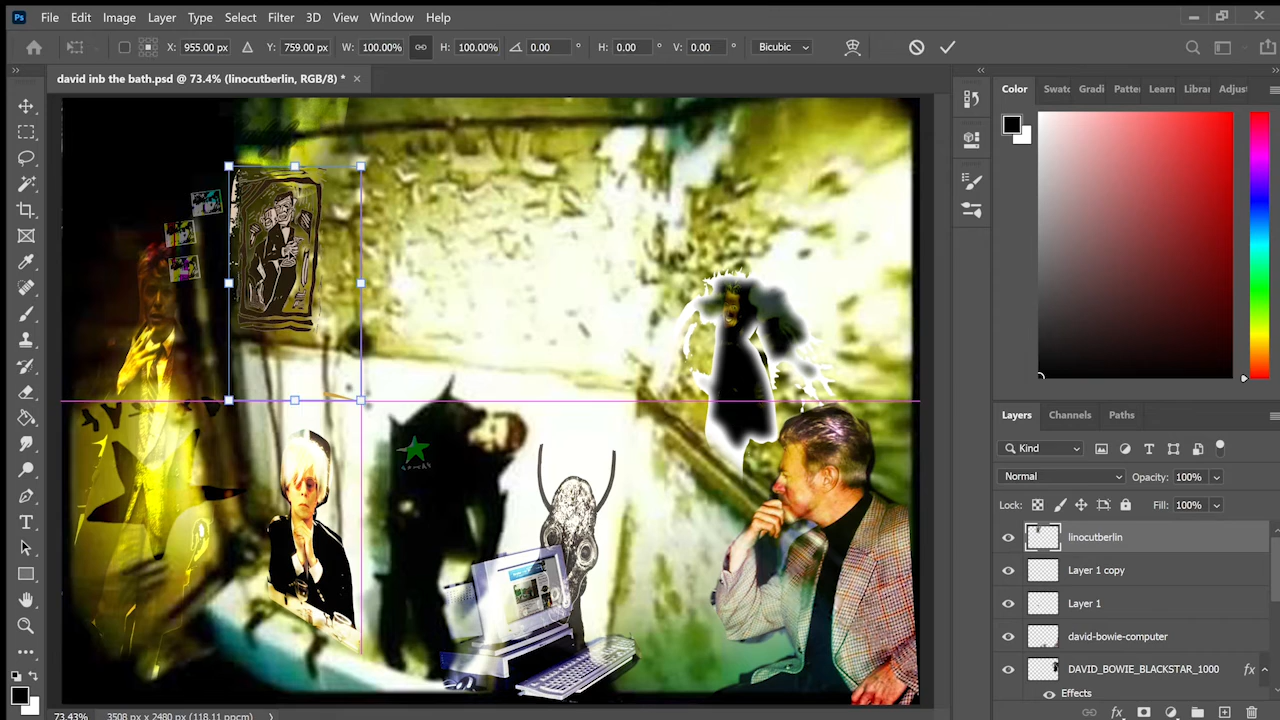 Ps File Edit Image Layer Type Select Filter 3D View Window Help
X: 955.00 px Y: 759.00 px W: 100.00% H: 100.00% 0.00 ° H: 0.00 ° V: 0.00 ° Bicubic
david inb the bath.psd @ 73.4% (linocutberlin, RGB/8) * ×
Color Swatc Gradi Patte Learn Librar Adjus
Layers Channels Paths
Kind
Normal Opacity: 100%
Lock: Fill: 100%
linocutberlin
Layer 1 copy
Layer 1
david-bowie-computer
DAVID_BOWIE_BLACKSTAR_1000 fx
Effects
fx
73.43% 3508 px x 2480 px (118.11 ppcm)